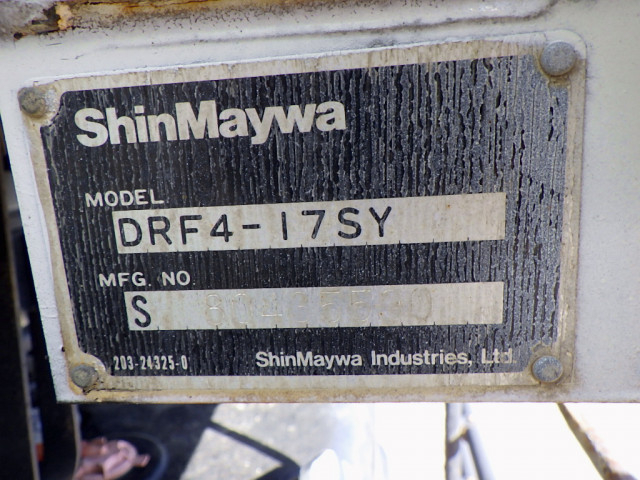 ShinMaywa
MODEL
DRF4-17SY
MFG. NO.
S
203-24325-0
ShinMaywa Industries, Ltd.